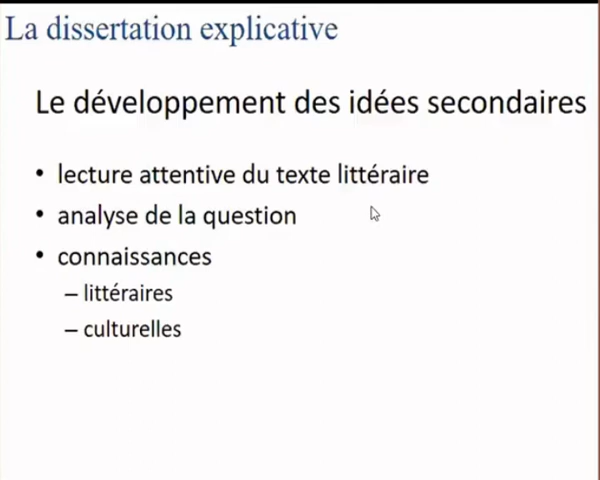 La dissertation explicative
Le développement des idées secondaires
• lecture attentive du texte littéraire
• analyse de la question
• connaissances
– littéraires
– culturelles